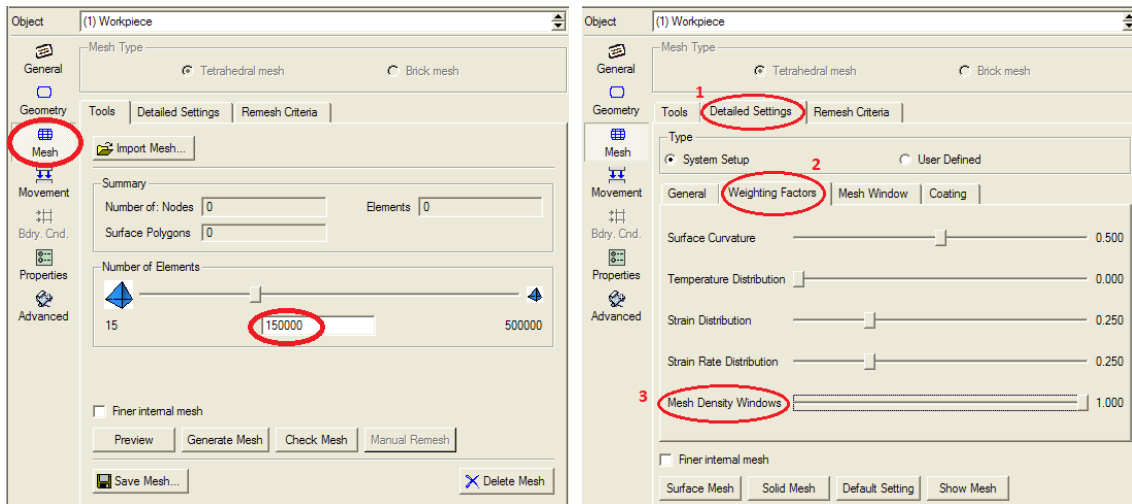 Object (1) Workpiece
General
Geometry
Mesh
Movement
Bdry. Cnd.
Properties
Advanced
Mesh Type
Tetrahedral mesh Brick mesh
Tools Detailed Settings Remesh Criteria
Import Mesh...
Summary
Number of: Nodes 0 Elements 0
Surface Polygons 0
Number of Elements
15 150000 500000
Finer internal mesh
Preview Generate Mesh Check Mesh Manual Remesh
Save Mesh... Delete Mesh
Object (1) Workpiece
General
Geometry
Mesh
Movement
Bdry. Cnd.
Properties
Advanced
Mesh Type
Tetrahedral mesh Brick mesh
1
Tools Detailed Settings Remesh Criteria
Type
System Setup User Defined
2
General Weighting Factors Mesh Window Coating
Surface Curvature 0.500
Temperature Distribution 0.000
Strain Distribution 0.250
Strain Rate Distribution 0.250
3 Mesh Density Windows 1.000
Finer internal mesh
Surface Mesh Solid Mesh Default Setting Show Mesh